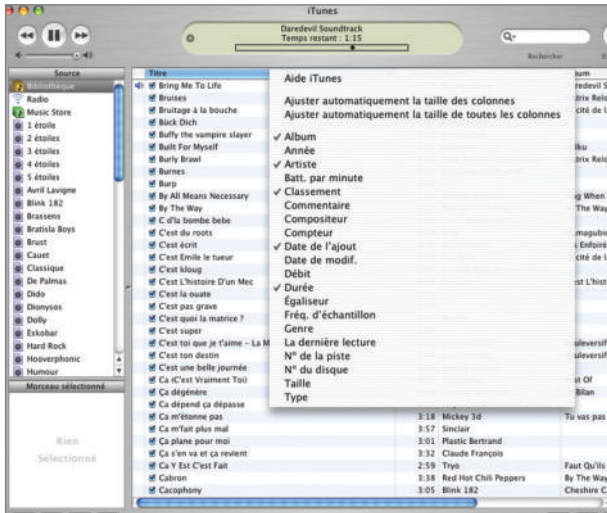 iTunes
Daredevil Soundtrack
Temps restant : 1:15
Rechercher
Source
Bibliothèque
Radio
Music Store
1 étoile
2 étoiles
3 étoiles
4 étoiles
5 étoiles
Avril Lavigne
Blink 182
Brassens
Bratisla Boys
Brust
Cauet
Classique
De Palmas
Dido
Dionysos
Dolly
Eskobar
Hard Rock
Hooverphonic
Humour
Morceau sélectionné
Rien
Sélectionné
Titre
Bring Me To Life
Bruises
Bruitage à la bouche
Bück Dich
Buffy the vampire slayer
Built For Myself
Burly Brawl
Burnes
Burp
By All Means Necessary
By The Way
C d'la bombe bebe
C'est du roots
C'est écrit
C'est Emile le tueur
C'est kloug
C'est L'histoire D'un Mec
C'est la ouate
C'est pas grave
C'est quoi la matrice ?
C'est super
C'est toi que je t'aime – La M
C'est ton destin
C'est une belle journée
Ca (C'est Vraiment Toi)
Ça dégénère
Ca dépend ça dépasse
Ca m'étonne pas 3:18 Mickey 3d Tu vas pas
Ca m'fait plus mal 3:57 Sinclair
Ça plane pour moi 3:01 Plastic Bertrand
Ça s'en va et ça revient 3:32 Claude François
Ca Y Est C'est Fait 2:59 Tryo Faut Qu'ils
Cabron 3:38 Red Hot Chili Peppers By The Way
Cacophony 3:05 Blink 182 Cheshire C
Aide iTunes
Ajuster automatiquement la taille des colonnes
Ajuster automatiquement la taille de toutes les colonnes
✓ Album
Année
✓ Artiste
Batt. par minute
✓ Classement
Commentaire
Compositeur
Compteur
✓ Date de l'ajout
Date de modif.
Débit
✓ Durée
Égaliseur
Fréq. d'échantillon
Genre
La dernière lecture
N° de la piste
N° du disque
Taille
Type